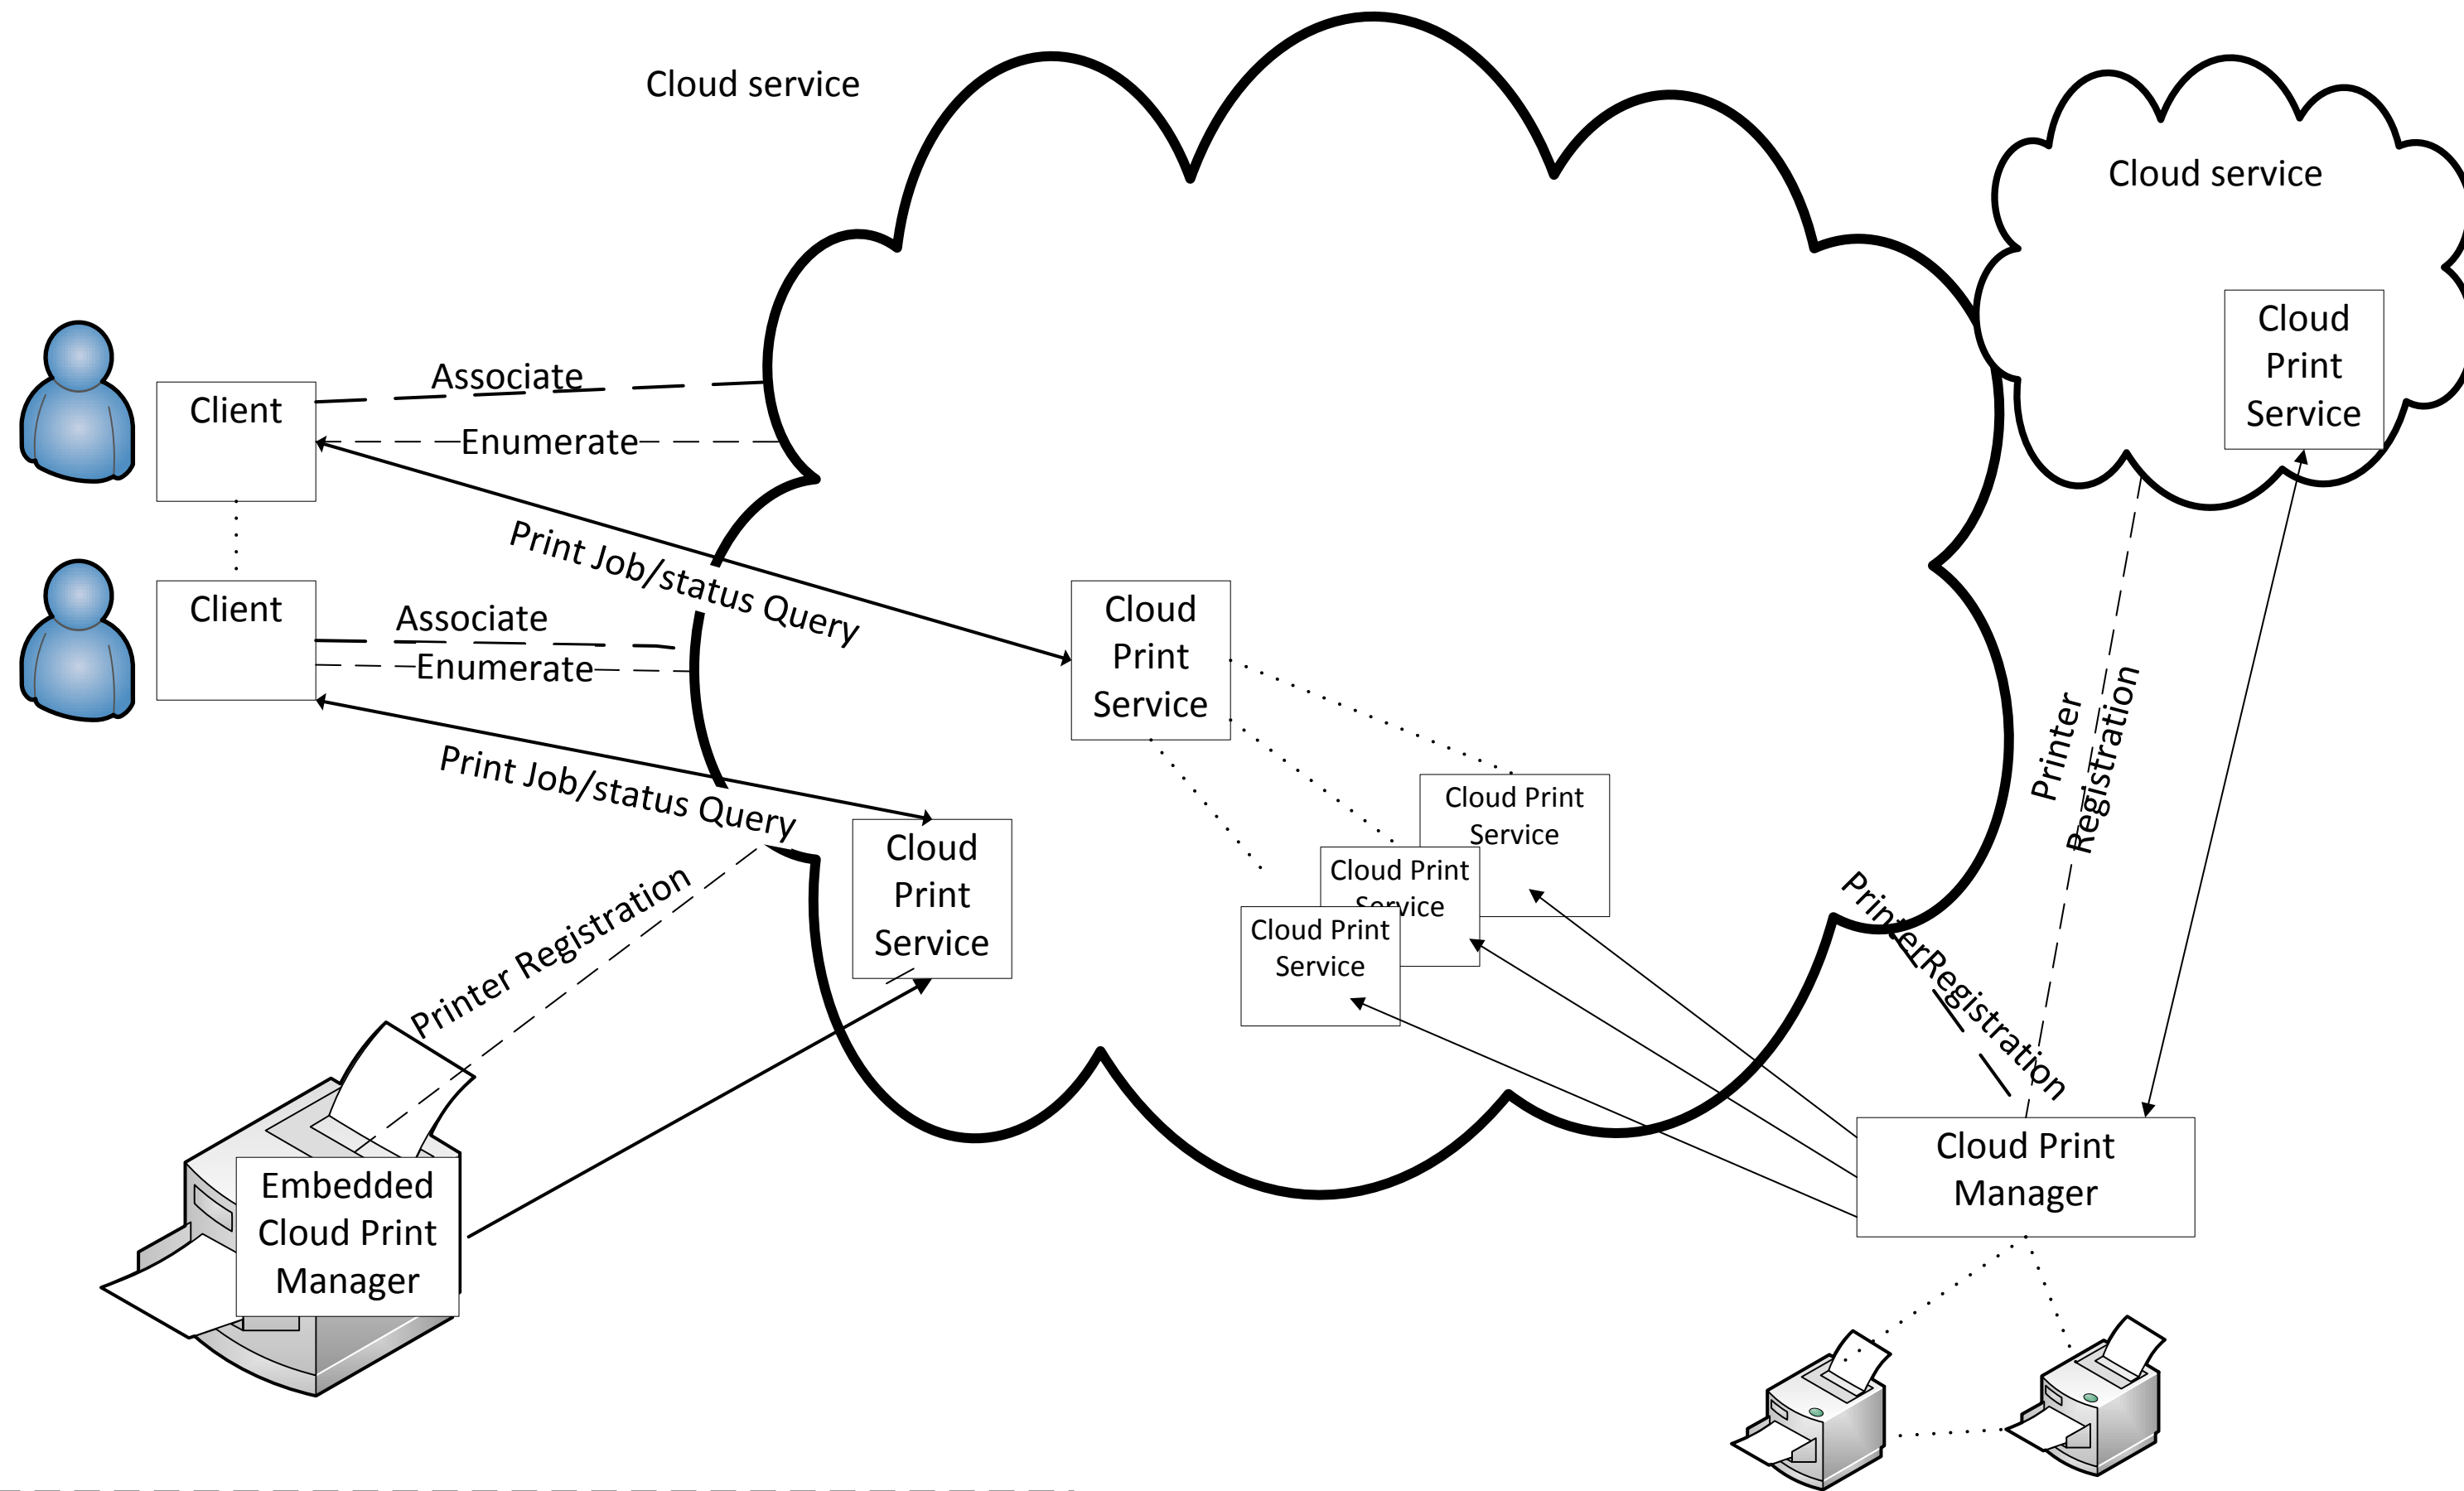 Cloud service
Cloud service
Cloud
Print
Service
Client
Associate
Enumerate
Print Job/status Query
Client
Associate
Enumerate
Print Job/status Query
Cloud
Print
Service
Cloud
Print
Service
Cloud Print
Service
Cloud Print
Service
Cloud Print
Service
Printer
Registration
PrinterRegistration
Printer Registration
Cloud Print
Manager
Embedded
Cloud Print
Manager